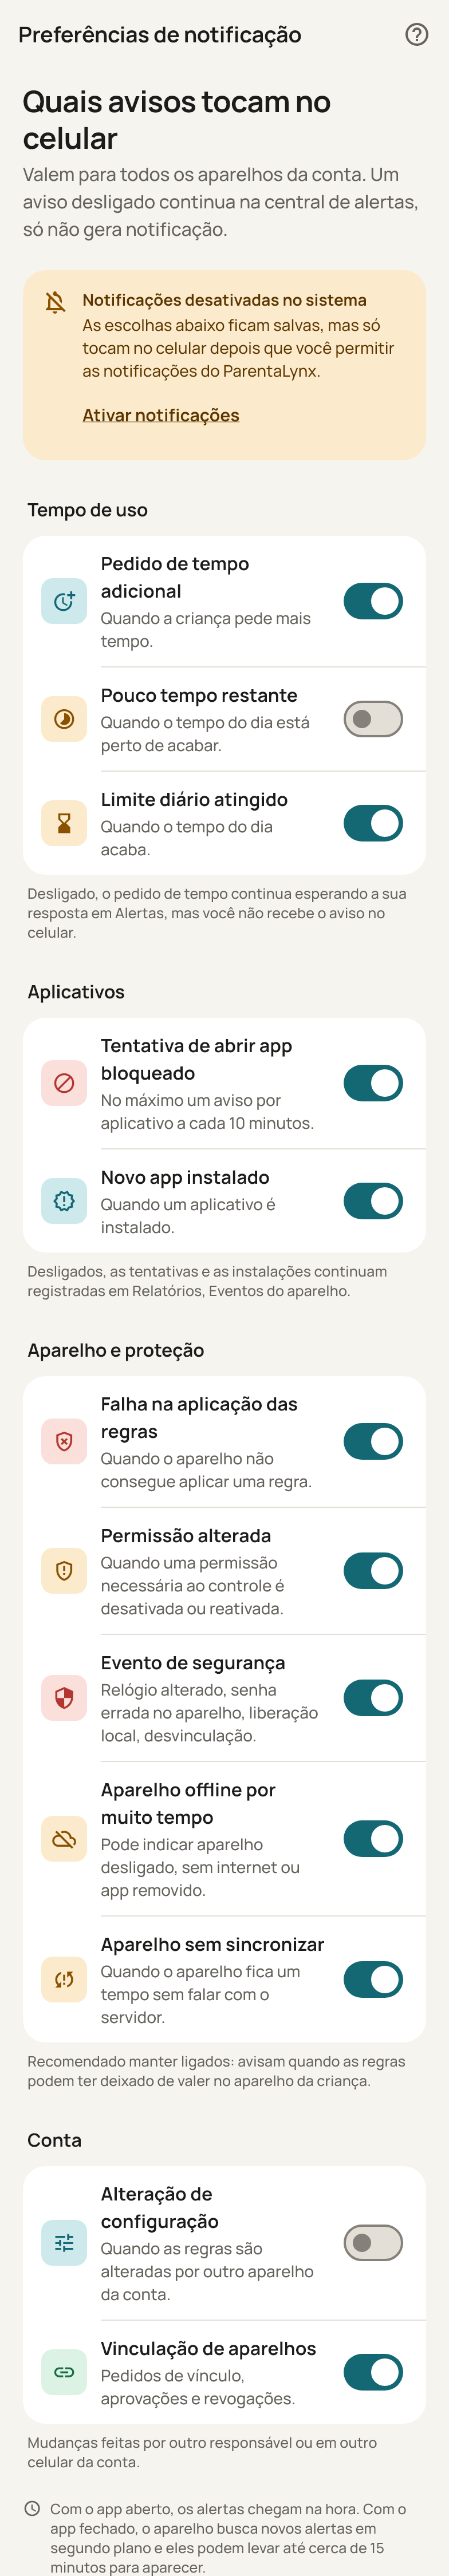 Preferências de notificação
Quais avisos tocam no
celular
Valem para todos os aparelhos da conta. Um
aviso desligado continua na central de alertas,
só não gera notificação.
Notificações desativadas no sistema
As escolhas abaixo ficam salvas, mas só
tocam no celular depois que você permitir
as notificações do ParentaLynx.
Ativar notificações
Tempo de uso
Pedido de tempo
adicional
Quando a criança pede mais
tempo.
Pouco tempo restante
Quando o tempo do dia está
perto de acabar.
Limite diário atingido
Quando o tempo do dia
acaba.
Desligado, o pedido de tempo continua esperando a sua
resposta em Alertas, mas você não recebe o aviso no
celular.
Aplicativos
Tentativa de abrir app
bloqueado
No máximo um aviso por
aplicativo a cada 10 minutos.
Novo app instalado
Quando um aplicativo é
instalado.
Desligados, as tentativas e as instalações continuam
registradas em Relatórios, Eventos do aparelho.
Aparelho e proteção
Falha na aplicação das
regras
Quando o aparelho não
consegue aplicar uma regra.
Permissão alterada
Quando uma permissão
necessária ao controle é
desativada ou reativada.
Evento de segurança
Relógio alterado, senha
errada no aparelho, liberação
local, desvinculação.
Aparelho offline por
muito tempo
Pode indicar aparelho
desligado, sem internet ou
app removido.
Aparelho sem sincronizar
Quando o aparelho fica um
tempo sem falar com o
servidor.
Recomendado manter ligados: avisam quando as regras
podem ter deixado de valer no aparelho da criança.
Conta
Alteração de
configuração
Quando as regras são
alteradas por outro aparelho
da conta.
Vinculação de aparelhos
Pedidos de vínculo,
aprovações e revogações.
Mudanças feitas por outro responsável ou em outro
celular da conta.
Com o app aberto, os alertas chegam na hora. Com o
app fechado, o aparelho busca novos alertas em
segundo plano e eles podem levar até cerca de 15
minutos para aparecer.